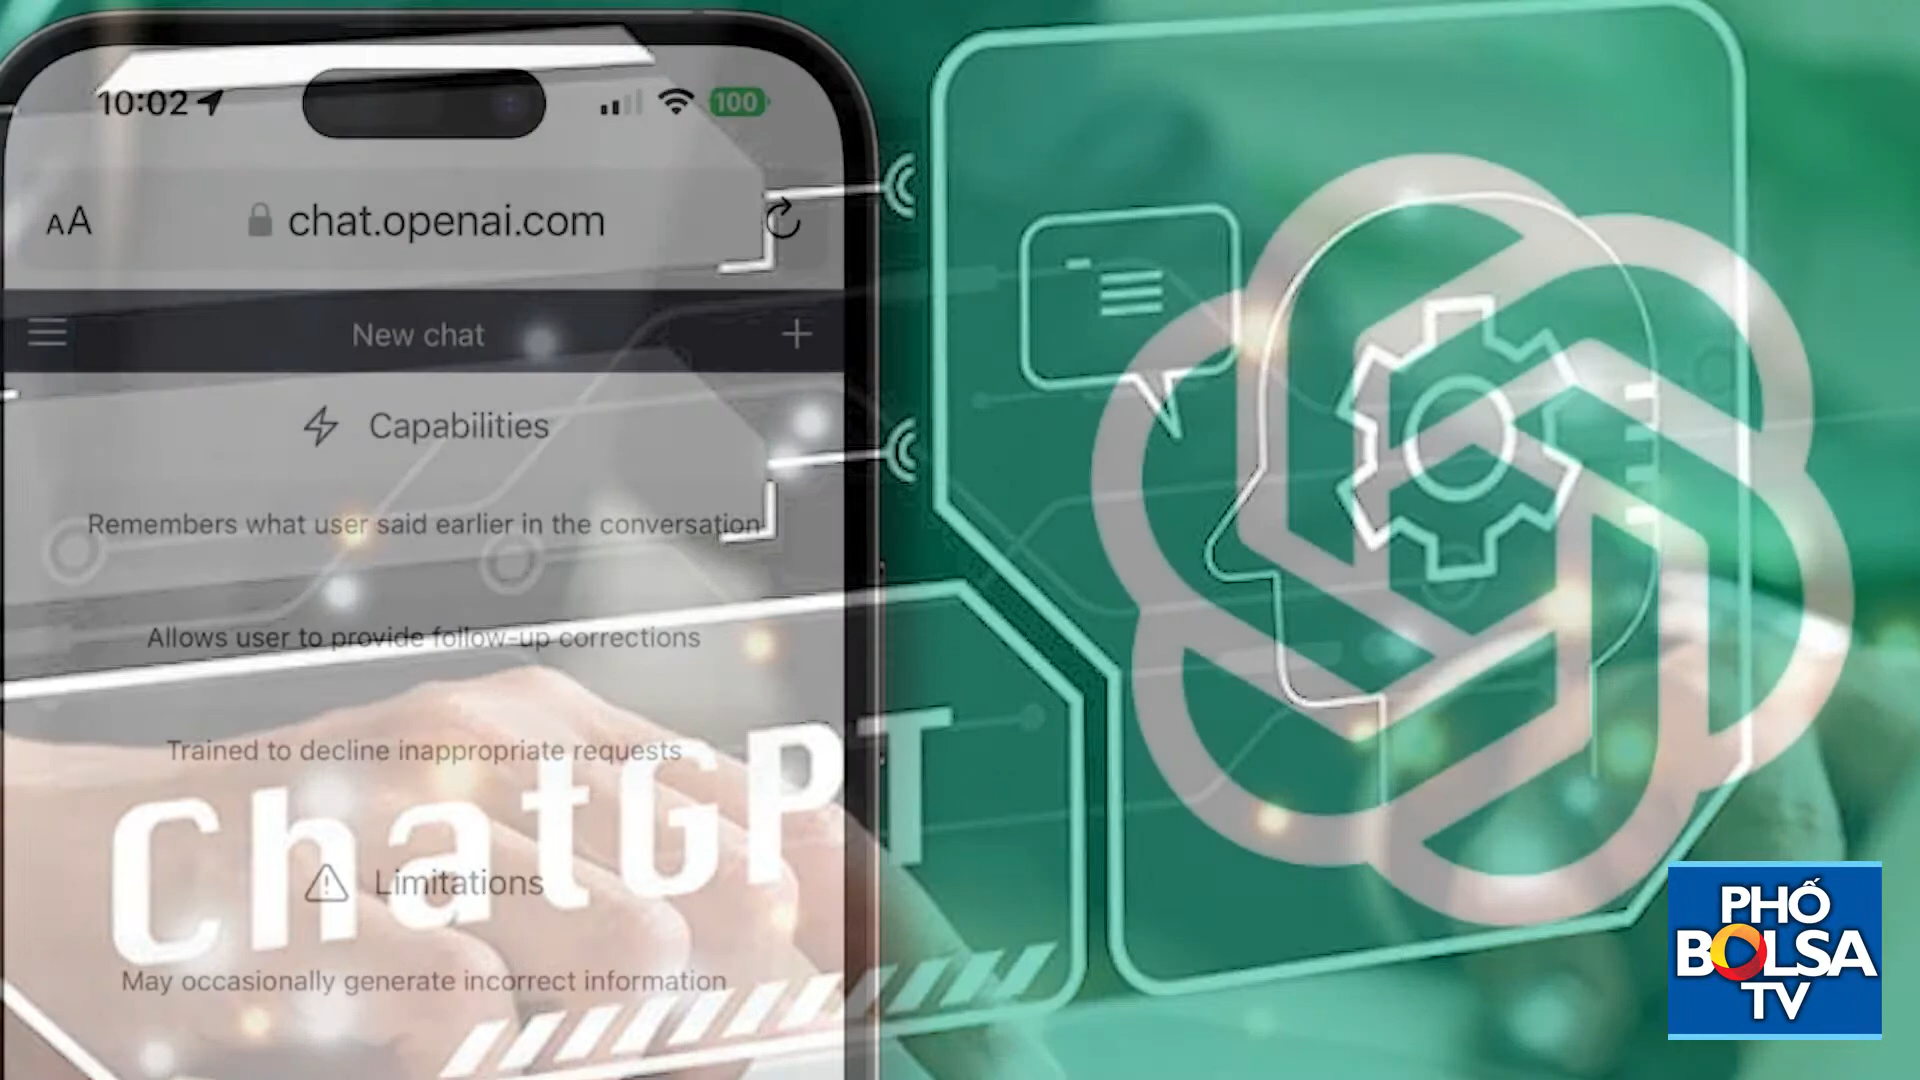 10:02
100
AA
chat.openai.com
New chat
Capabilities
Remembers what user said earlier in the conversation
Allows user to provide follow-up corrections
Trained to decline inappropriate requests
ChatGPT
Limitations
May occasionally generate incorrect information
PHỐ
BOLSA
TV